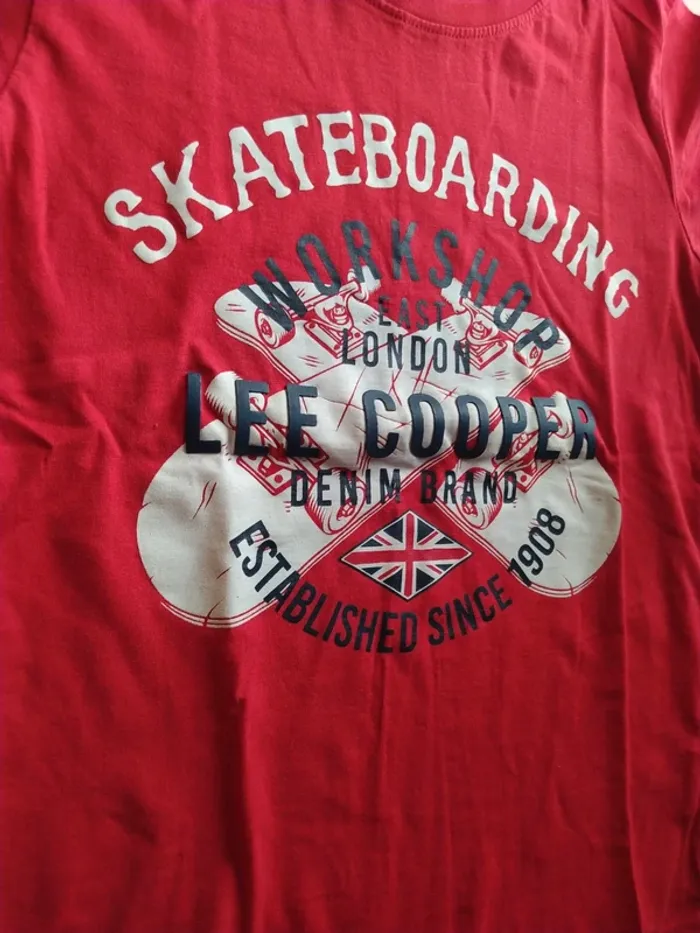 SKATEBOARDING
WORKSHOP
EAST
LONDON
LEE COOPER
DENIM BRAND
ESTABLISHED SINCE 1908